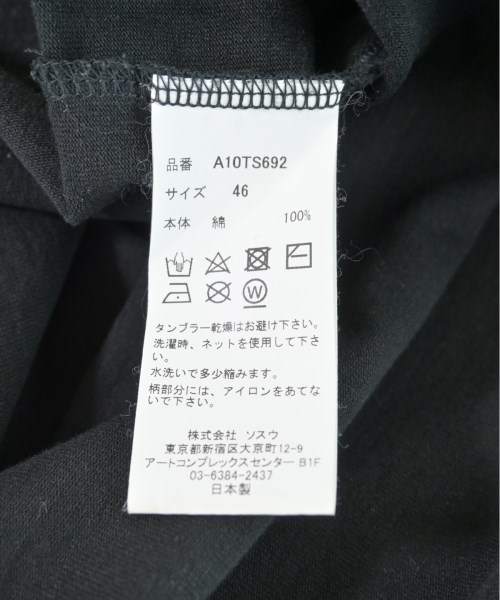 品番 A10TS692
サイズ 46
本体 綿 100%
W
タンブラー乾燥はお避け下さい。
洗濯時、ネットを使用して下さ
い。
水洗いで多少縮みます。
柄部分には、アイロンをあてな
いで下さい。
株式会社 ソスウ
東京都新宿区大京町12-9
アートコンプレックスセンター B1F
03-6384-2437
日本製